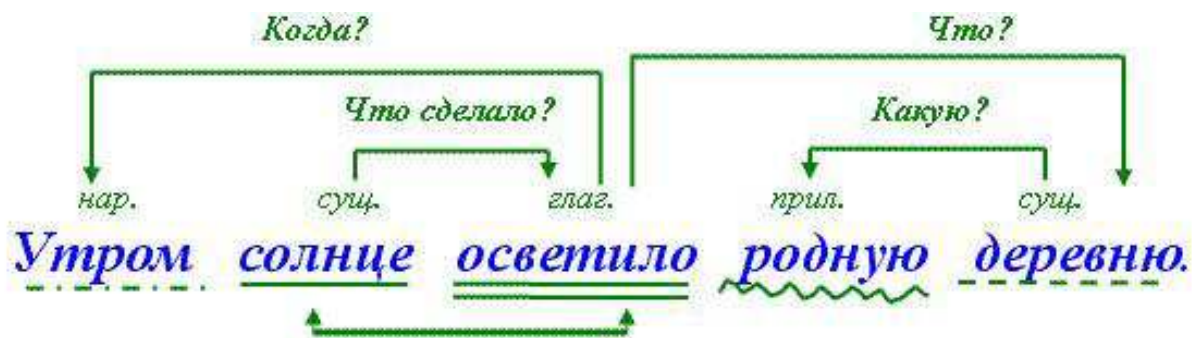 Когда? Что?
Что сделало? Какую?
нар. сущ. глаг. прил. сущ.
Утром солнце осветило родную деревню.